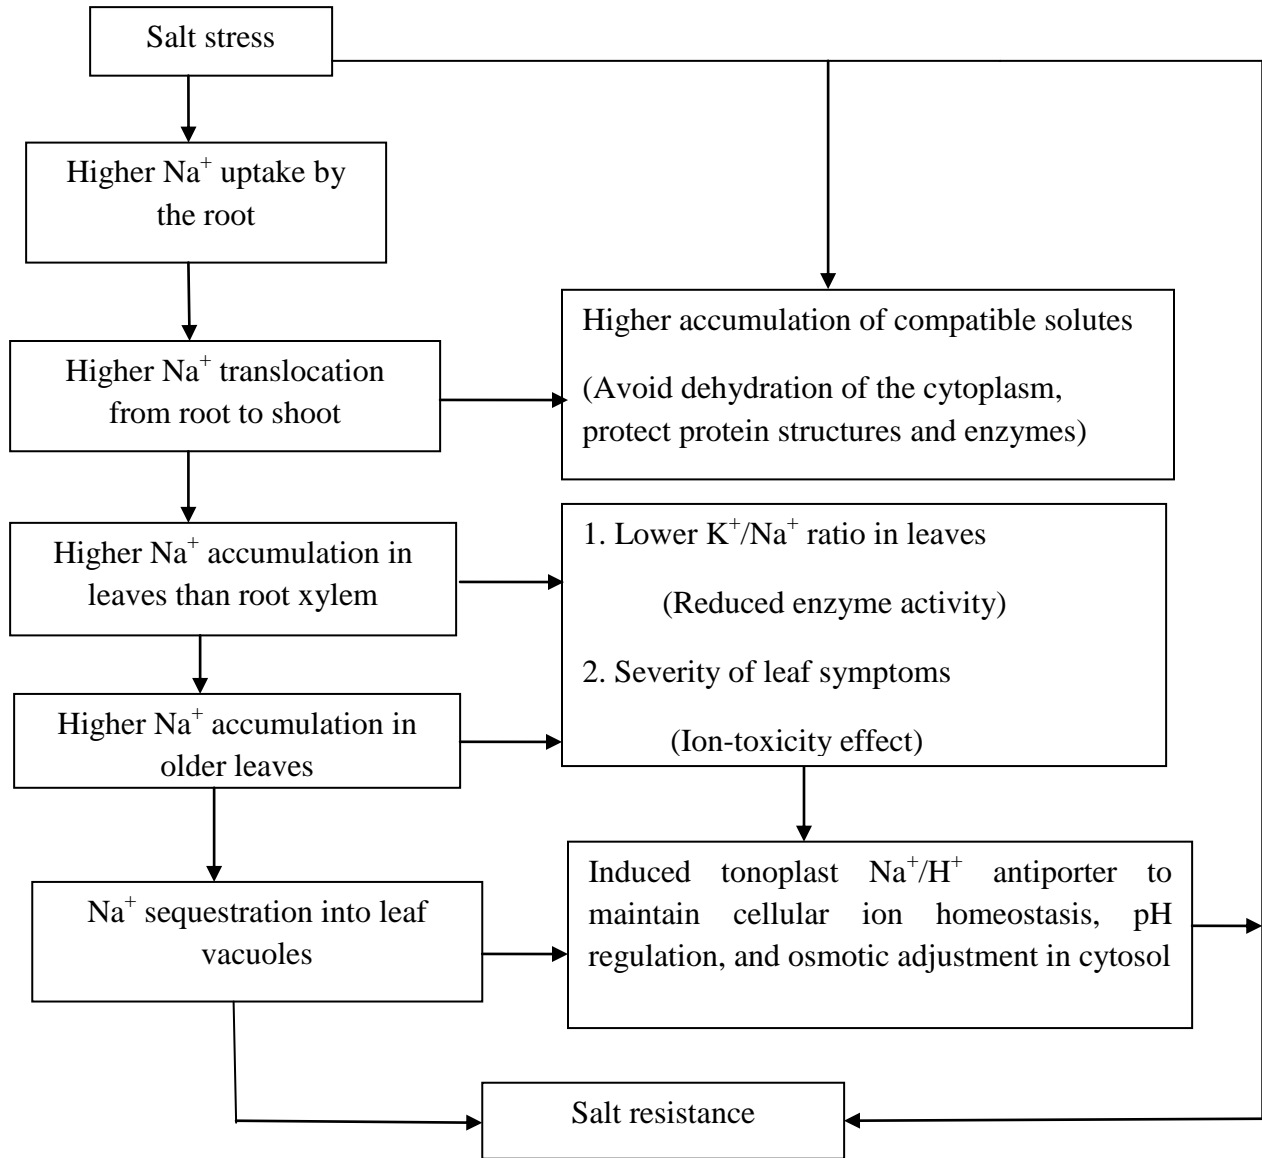 Salt stress
Higher Na⁺ uptake by
the root
Higher Na⁺ translocation
from root to shoot
Higher accumulation of compatible solutes
(Avoid dehydration of the cytoplasm,
protect protein structures and enzymes)
Higher Na⁺ accumulation in
leaves than root xylem
1. Lower K⁺/Na⁺ ratio in leaves
(Reduced enzyme activity)
2. Severity of leaf symptoms
(Ion-toxicity effect)
Higher Na⁺ accumulation in
older leaves
Na⁺ sequestration into leaf
vacuoles
Induced tonoplast Na⁺/H⁺ antiporter to
maintain cellular ion homeostasis, pH
regulation, and osmotic adjustment in cytosol
Salt resistance